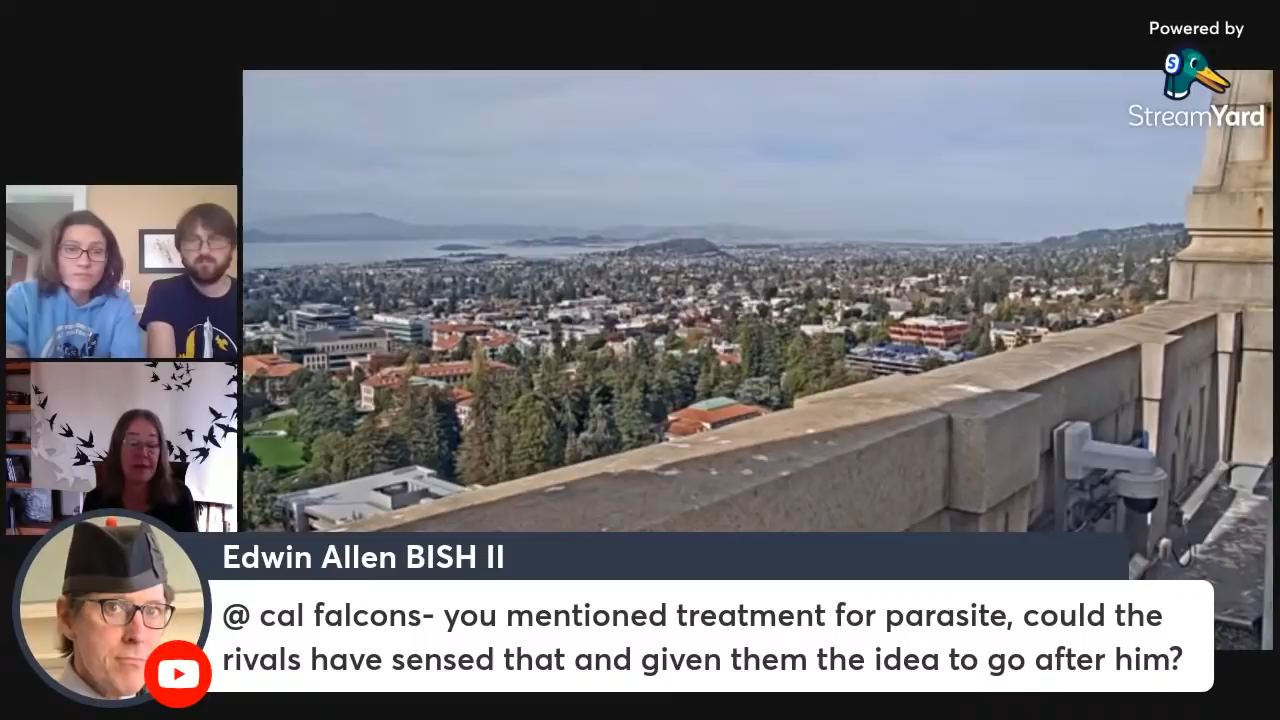 Powered by
StreamYard
Edwin Allen BISH II
@ cal falcons- you mentioned treatment for parasite, could the
rivals have sensed that and given them the idea to go after him?